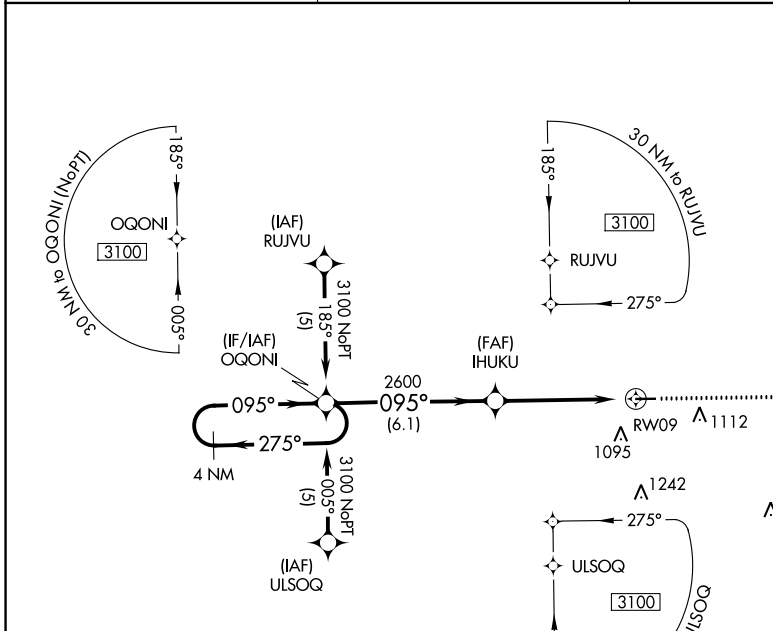 185°
OQONI
3100
005°
30 NM to OQONI (NoPT)
(IAF)
RUJVU
3100 NoPT
185°
(5)
(IF/IAF)
OQONI
095°
275°
4 NM
2600
095°
(6.1)
(FAF)
IHUKU
3100 NoPT
005°
(5)
(IAF)
ULSOQ
185°
30 NM to RUJVU
3100
RUJVU
275°
RW09
1112
1095
1242
275°
ULSOQ
3100
ULSOQ